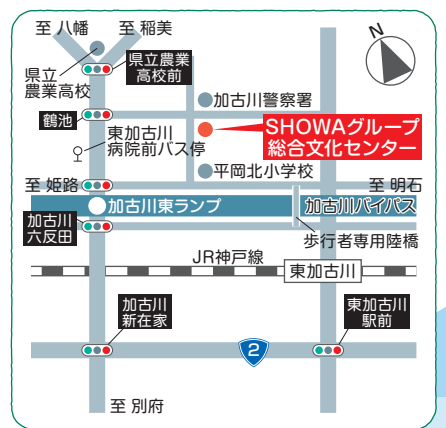 至 八幡
至 稲美
N
県立
農業高校
県立農業
高校前
加古川警察署
鶴池
SHOWAグループ
総合文化センター
東加古川
病院前バス停
平岡北小学校
至 姫路
至 明石
加古川東ランプ
加古川バイパス
加古川
六反田
歩行者専用陸橋
JR神戸線
東加古川
加古川
新在家
東加古川
駅前
2
至 別府